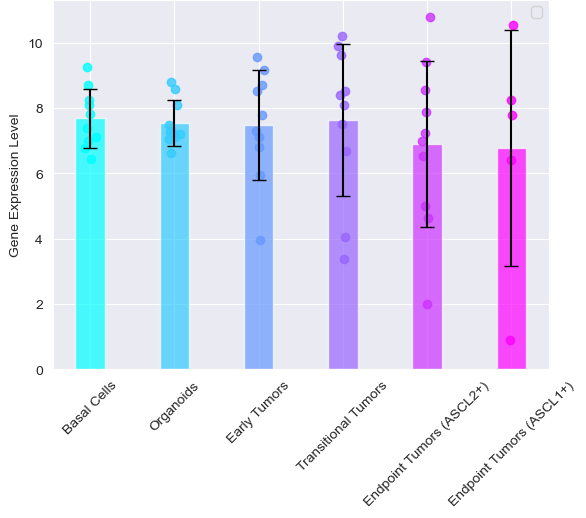 Gene Expression Level
10
8
6
4
2
0
Basal Cells
Organoids
Early Tumors
Transitional Tumors
Endpoint Tumors (ASCL2+)
Endpoint Tumors (ASCL1+)